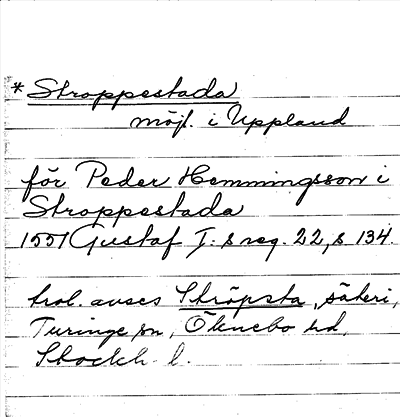 * Stroppestada
möjl. i Uppland
för Peder Hemmingsson i
Stroppestada
1551 Gustaf I:s reg. 22, s 134.
trol. avses Ströpsta, säteri,
Turinge sn, Öknebo hd,
Stockh. l.